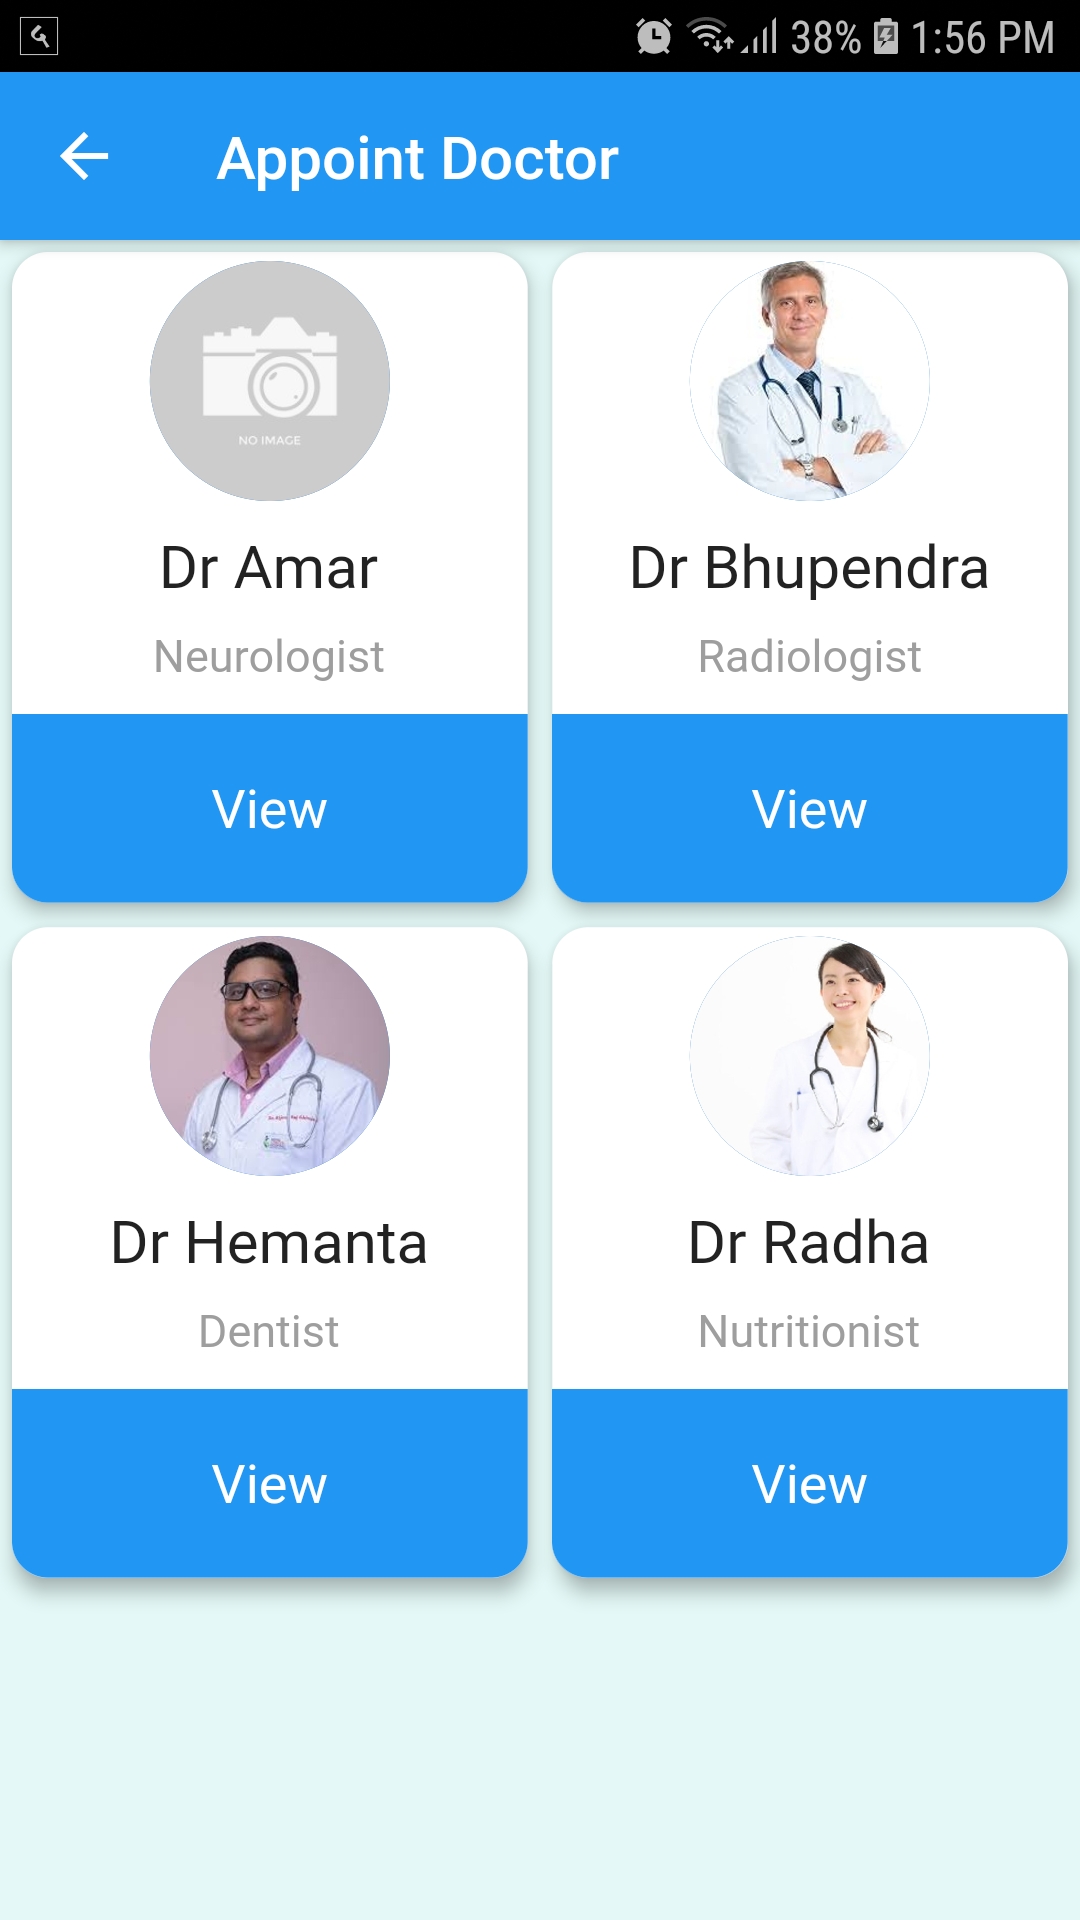 38% 1:56 PM
Appoint Doctor
NO IMAGE
Dr Amar
Neurologist
View
Dr Bhupendra
Radiologist
View
Dr Hemanta
Dentist
View
Dr Radha
Nutritionist
View